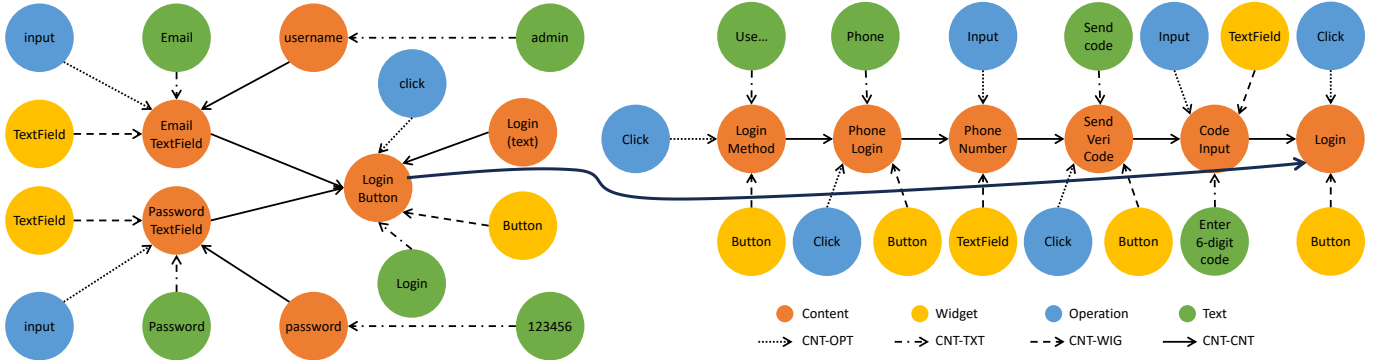 input
Email
username
admin
click
TextField
Email
TextField
Login
(text)
Login
Button
TextField
Password
TextField
Button
Login
input
Password
password
123456
Use...
Phone
Input
Send
code
Input
TextField
Click
Click
Login
Method
Phone
Login
Phone
Number
Send
Veri
Code
Code
Input
Login
Button
Click
Button
TextField
Click
Button
Enter
6-digit
code
Button
Content
Widget
Operation
Text
CNT-OPT
CNT-TXT
CNT-WIG
CNT-CNT